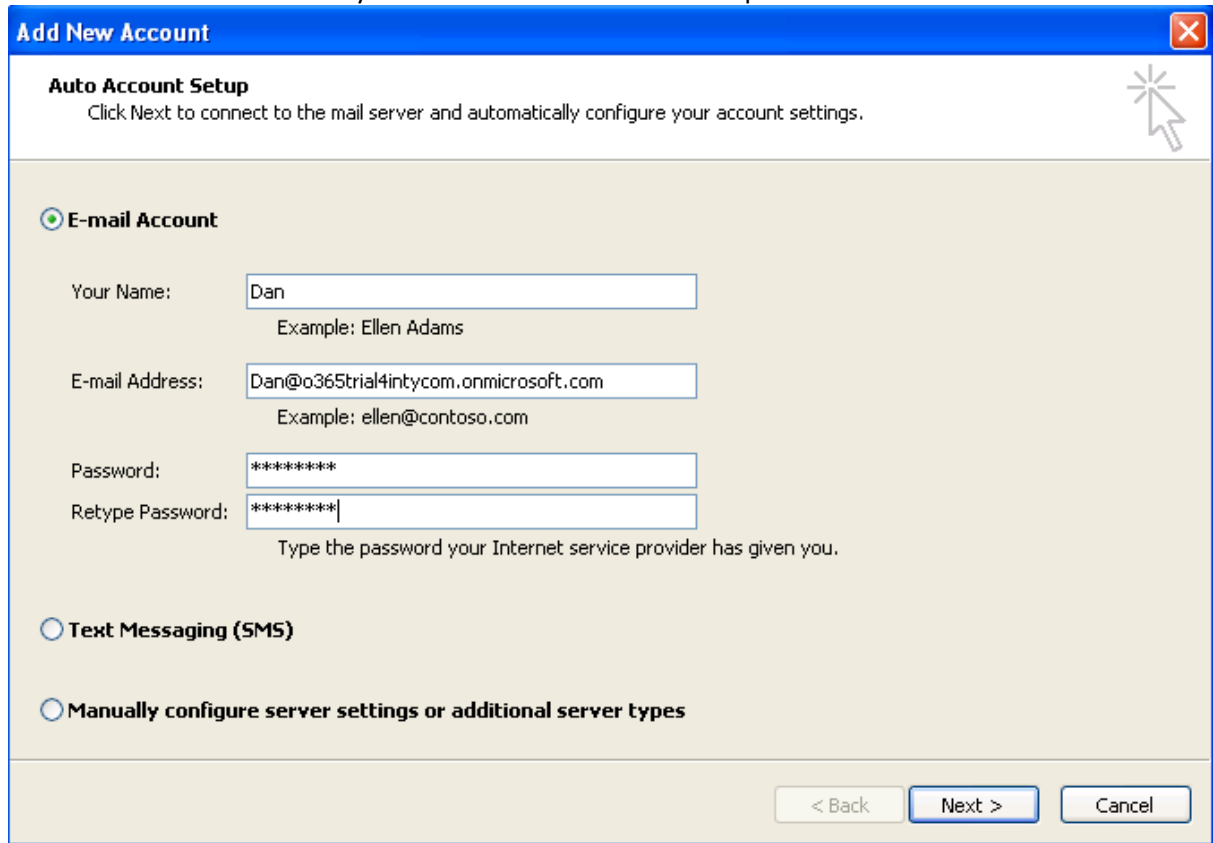 Add New Account
Auto Account Setup
Click Next to connect to the mail server and automatically configure your account settings.
E-mail Account
Your Name: Dan
Example: Ellen Adams
E-mail Address: Dan@o365trial4intycom.onmicrosoft.com
Example: ellen@contoso.com
Password: ********
Retype Password: ********
Type the password your Internet service provider has given you.
Text Messaging (SMS)
Manually configure server settings or additional server types
< Back Next > Cancel